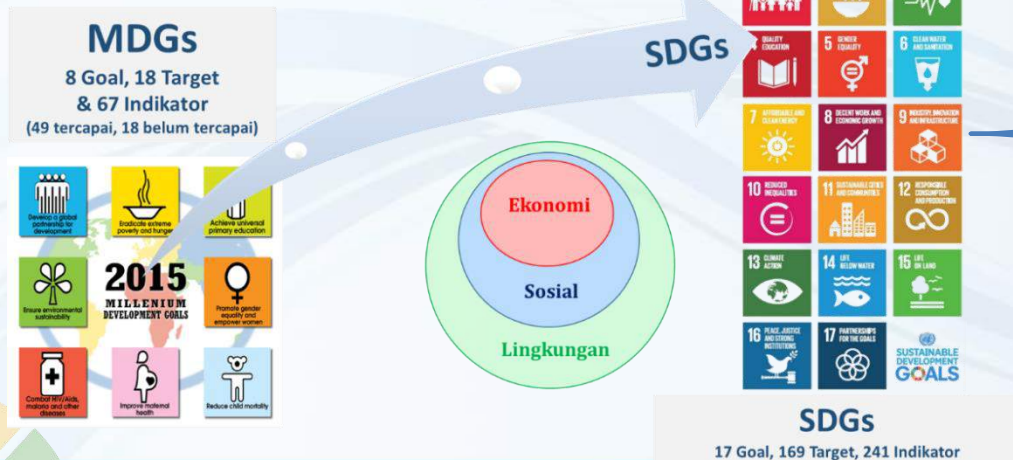 MDGs
8 Goal, 18 Target
& 67 Indikator
(49 tercapai, 18 belum tercapai)
Develop a global
partnership for
development
Eradicate extreme
poverty and hunger
Achieve universal
primary education
Ensure environmental
sustainability
2015
MILLENIUM
DEVELOPMENT GOALS
Promote gender
equality and
empower women
Combat HIV/Aids,
malaria and other
diseases
Improve maternal
health
Reduce child mortality
Ekonomi
Sosial
Lingkungan
SDGs
4 QUALITY
EDUCATION
5 GENDER
EQUALITY
6 CLEAN WATER
AND SANITATION
7 AFFORDABLE AND
CLEAN ENERGY
8 DECENT WORK AND
ECONOMIC GROWTH
9 INDUSTRY, INNOVATION
AND INFRASTRUCTURE
10 REDUCED
INEQUALITIES
11 SUSTAINABLE CITIES
AND COMMUNITIES
12 RESPONSIBLE
CONSUMPTION
AND PRODUCTION
13 CLIMATE
ACTION
14 LIFE
BELOW WATER
15 LIFE
ON LAND
16 PEACE, JUSTICE
AND STRONG
INSTITUTIONS
17 PARTNERSHIPS
FOR THE GOALS
SUSTAINABLE
DEVELOPMENT
GOALS
SDGs
17 Goal, 169 Target, 241 Indikator